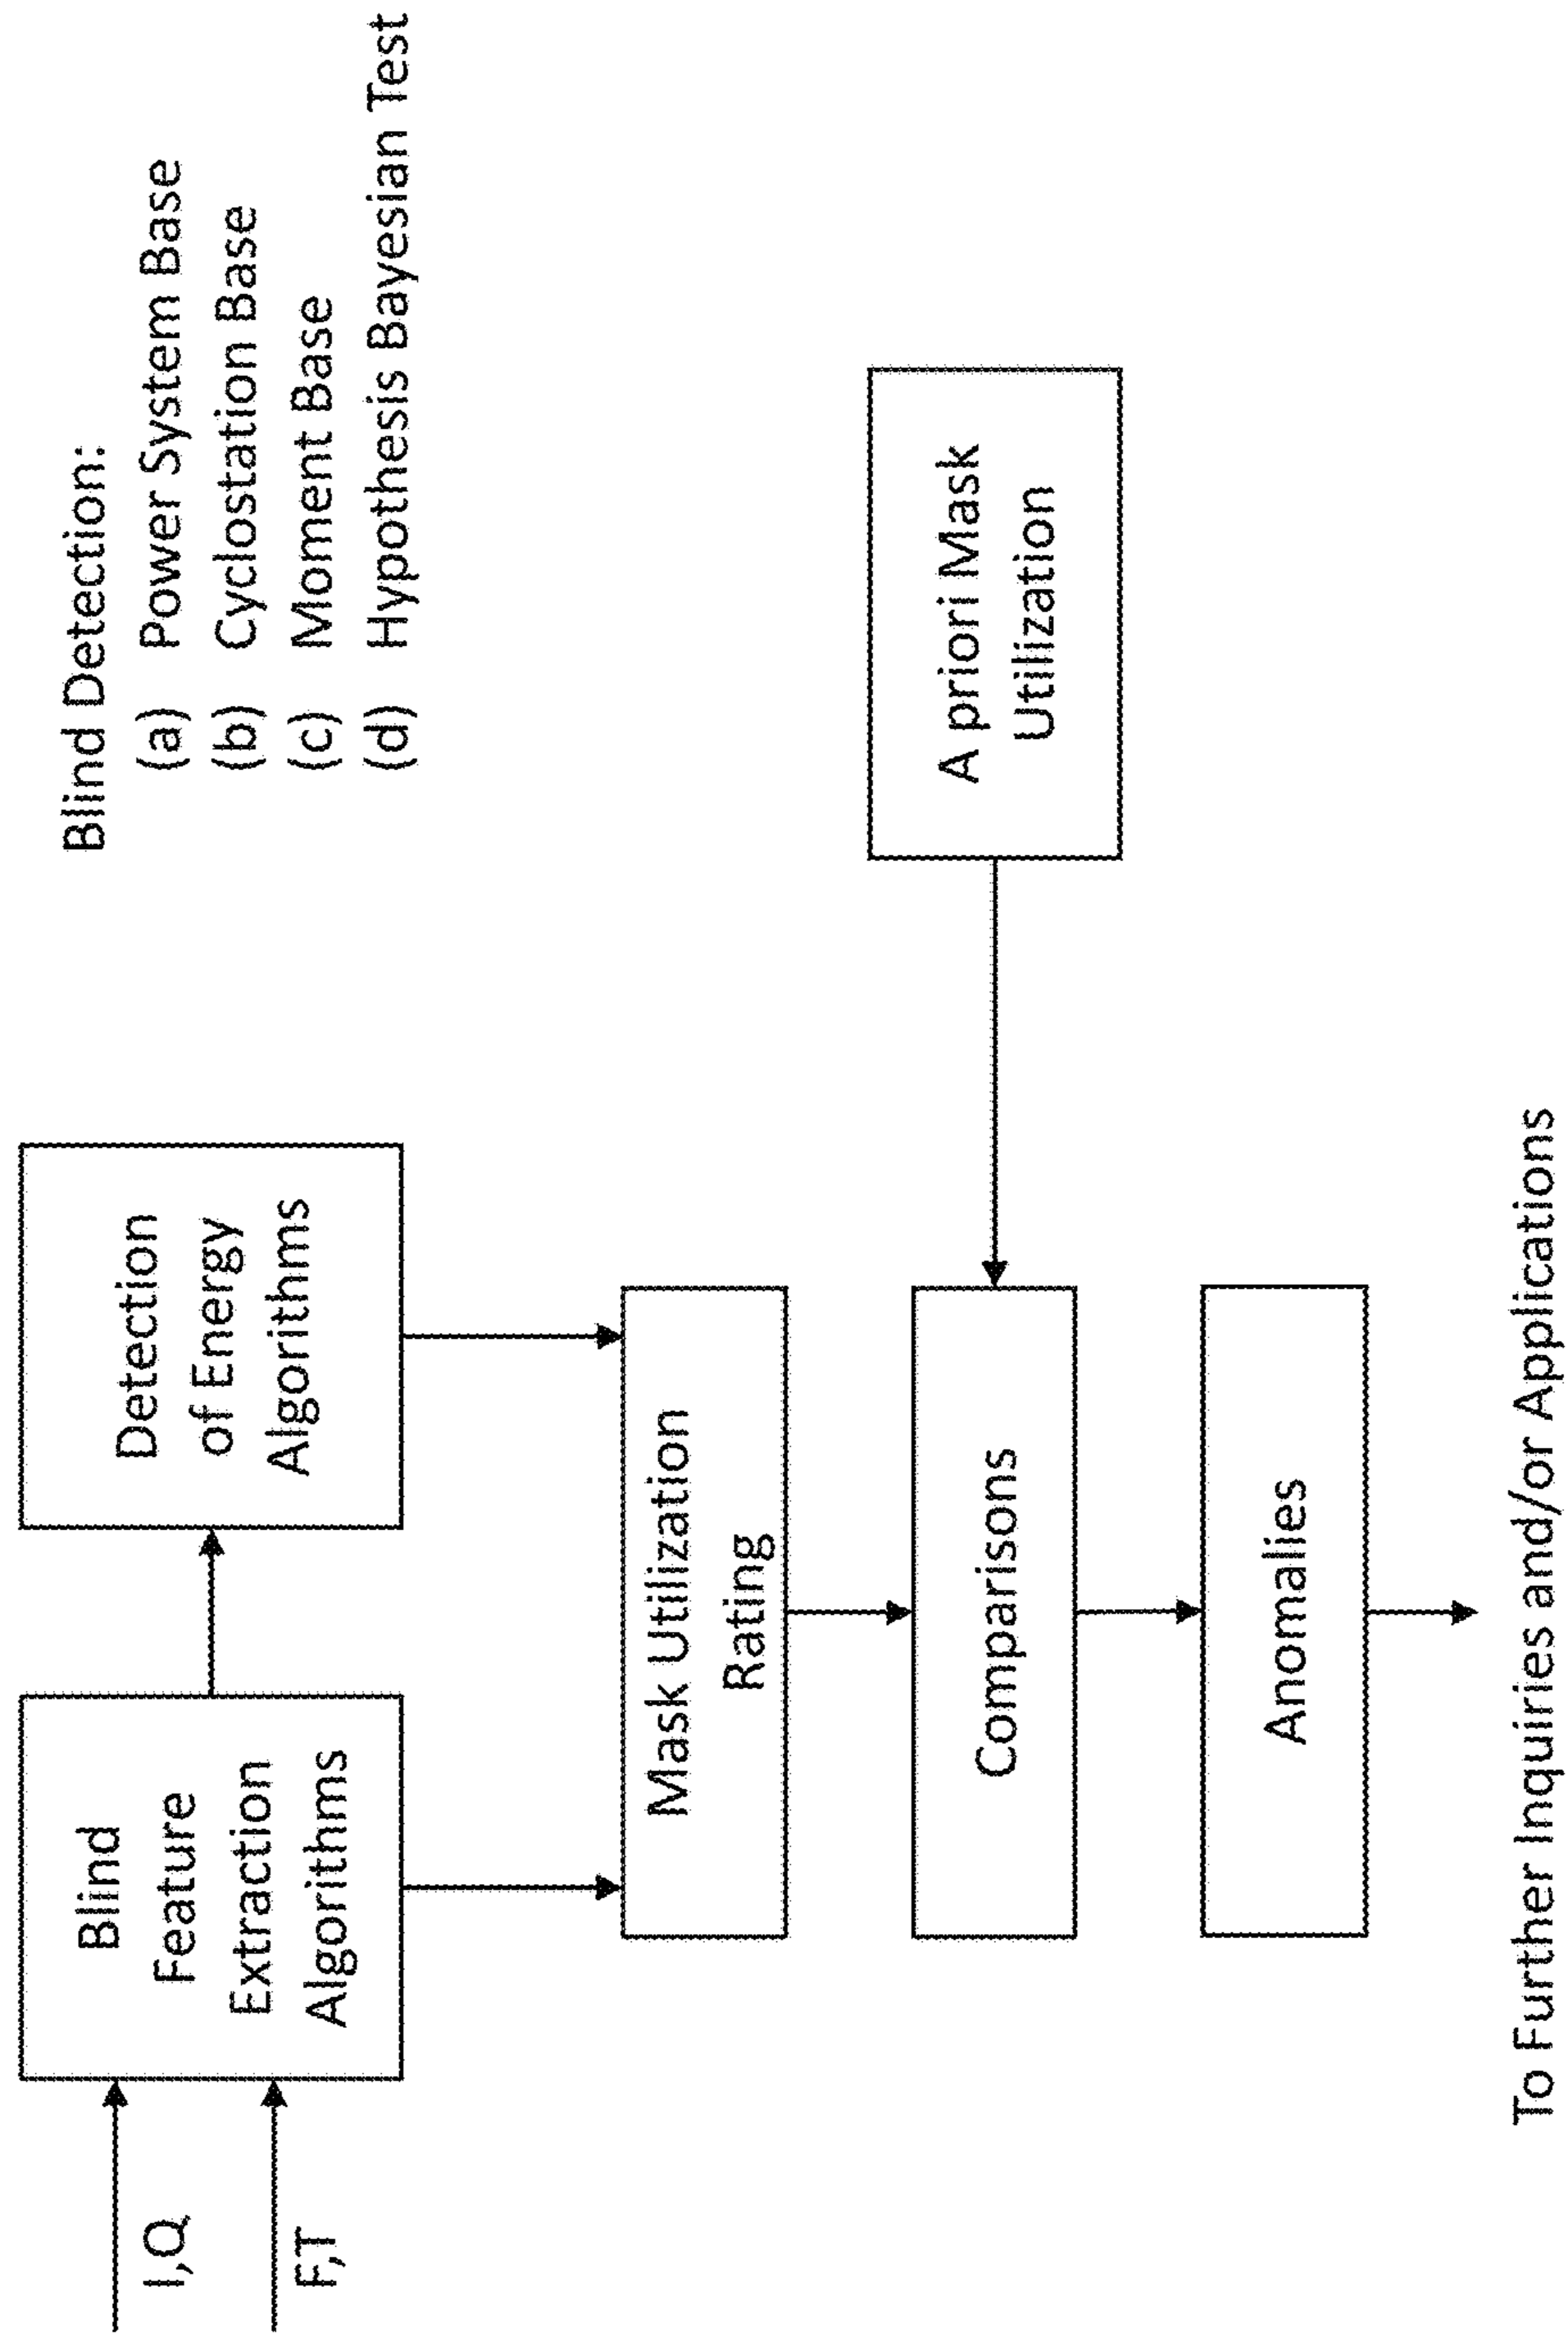 Blind Detection:
(a) Power System Base
(b) Cyclostation Base
(c) Moment Base
(d) Hypothesis Bayesian Test
I,Q
F,T
Blind
Feature
Extraction
Algorithms
Detection
of Energy
Algorithms
Mask Utilization
Rating
Comparisons
A priori Mask
Utilization
Anomalies
To Further Inquiries and/or Applications